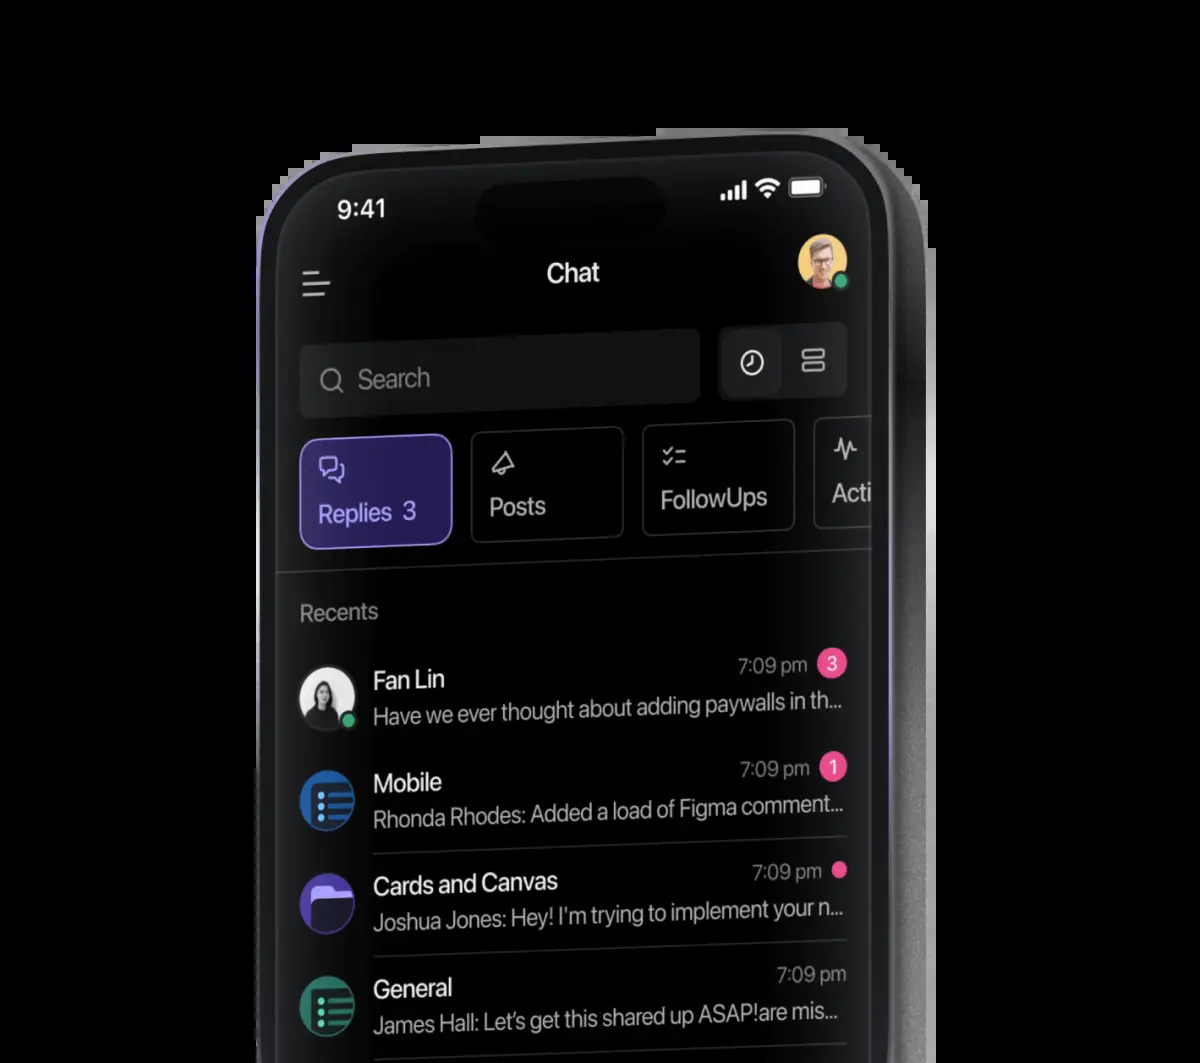 9:41
Chat
Search
Replies 3
Posts
FollowUps
Acti
Recents
Fan Lin
7:09 pm
3
Have we ever thought about adding paywalls in th...
Mobile
7:09 pm
1
Rhonda Rhodes: Added a load of Figma comment...
Cards and Canvas
7:09 pm
Joshua Jones: Hey! I'm trying to implement your n...
General
7:09 pm
James Hall: Let's get this shared up ASAP!are mis...